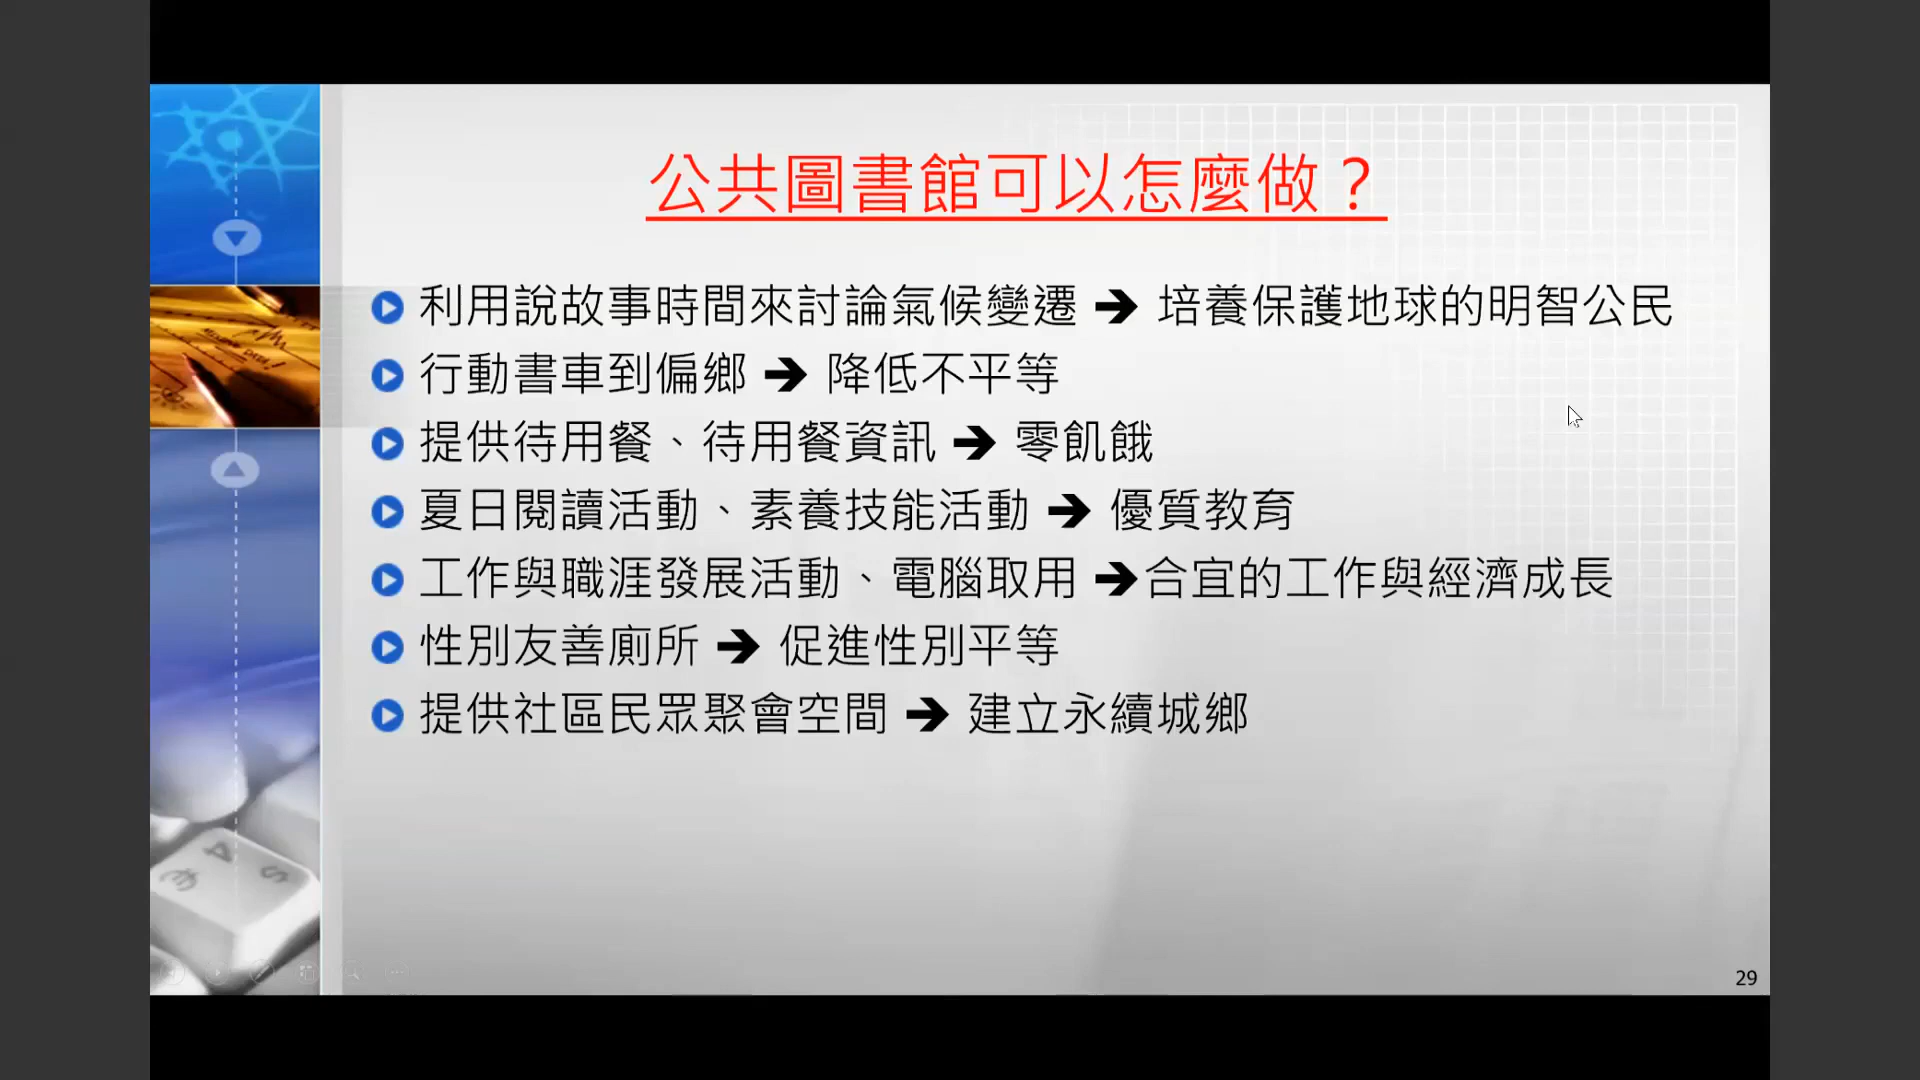 公共圖書館可以怎麼做？
利用說故事時間來討論氣候變遷 ➔ 培養保護地球的明智公民
行動書車到偏鄉 ➔ 降低不平等
提供待用餐、待用餐資訊 ➔ 零飢餓
夏日閱讀活動、素養技能活動 ➔ 優質教育
工作與職涯發展活動、電腦取用 ➔合宜的工作與經濟成長
性別友善廁所 ➔ 促進性別平等
提供社區民眾聚會空間 ➔ 建立永續城鄉
29